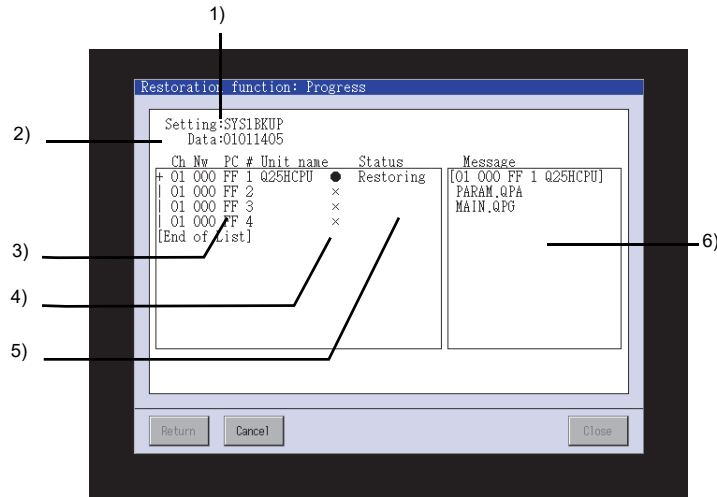 1)
Restoration function: Progress
Setting:SYS1BKUP
2)
Data:01011405
Ch Nw PC # Unit name Status Message
+ 01 000 FF 1 Q25HCPU ● Restoring [01 000 FF 1 Q25HCPU]
| 01 000 FF 2 × PARAM.QPA
| 01 000 FF 3 × MAIN.QPG
| 01 000 FF 4 ×
[End of List]
3)
6)
4)
5)
Return Cancel Close